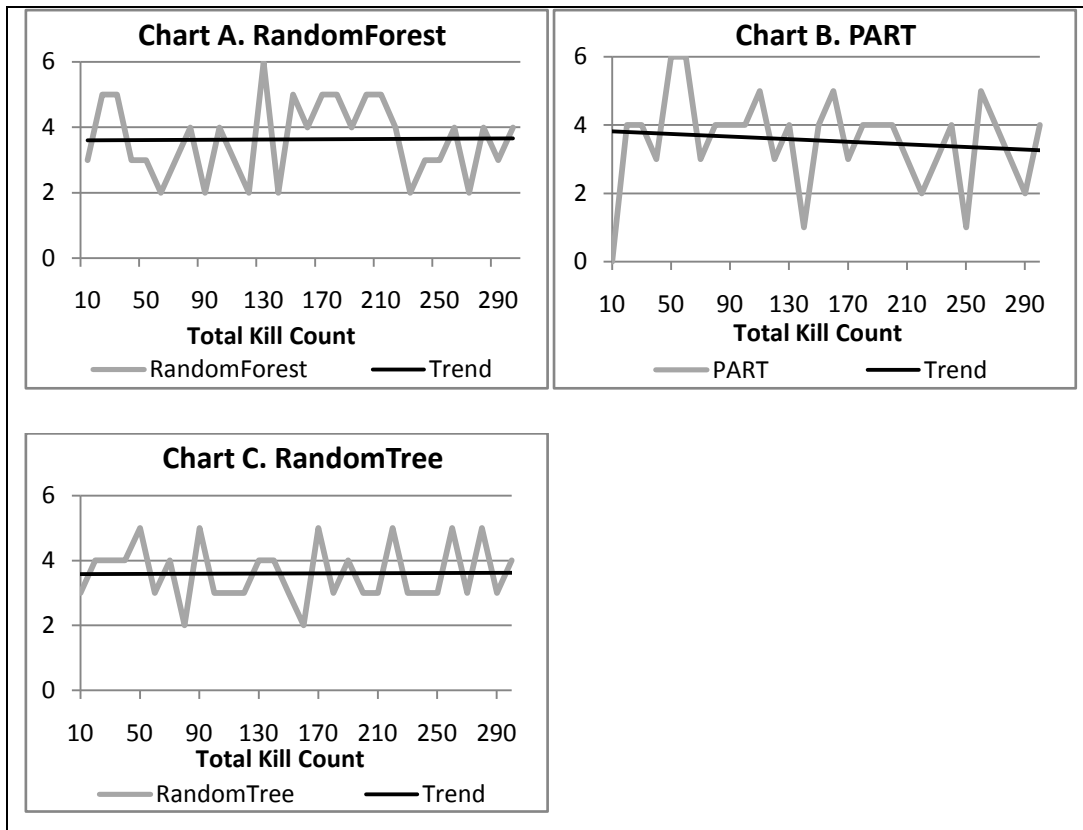 Chart A. RandomForest
6
4
2
0
10 50 90 130 170 210 250 290
Total Kill Count
RandomForest Trend
Chart B. PART
6
4
2
0
10 50 90 130 170 210 250 290
Total Kill Count
PART Trend
Chart C. RandomTree
6
4
2
0
10 50 90 130 170 210 250 290
Total Kill Count
RandomTree Trend